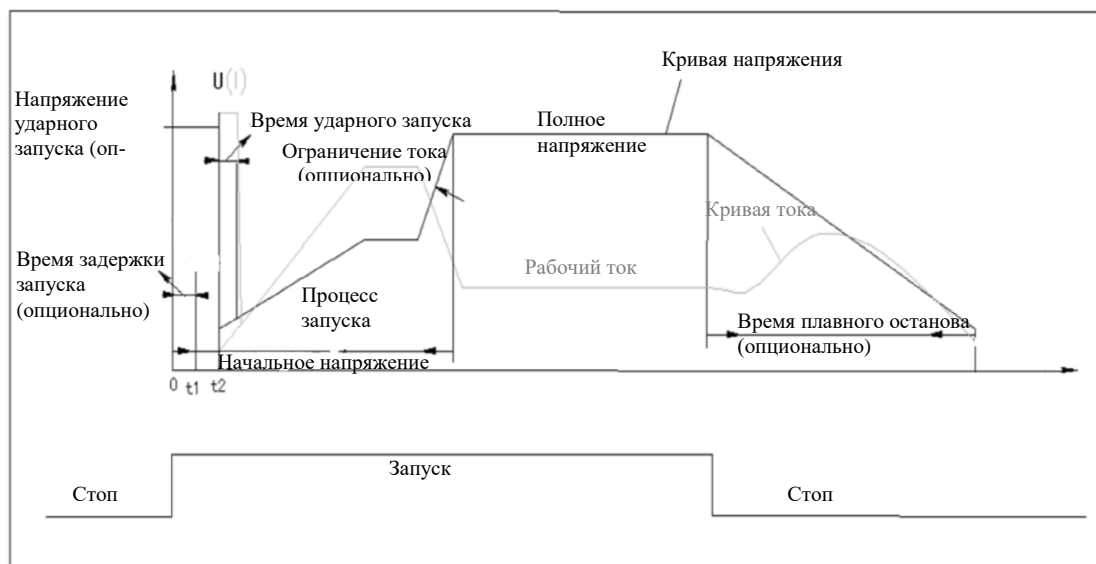 U(I)
Кривая напряжения
Напряжение
ударного
запуска (оп-
Время ударного запуска
Полное
напряжение
Ограничение тока
(опционально)
Кривая тока
Рабочий ток
Время задержки
запуска
(опционально)
Процесс
запуска
Время плавного останова
(опционально)
Начальное напряжение
0 t1 t2
Запуск
Стоп
Стоп